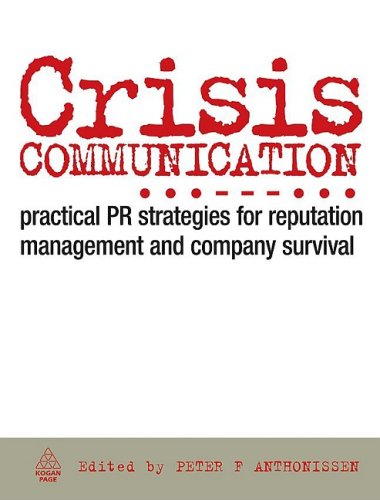 Crisis
COMMUNICATION
...---...
practical PR strategies for reputation
management and company survival
KOGAN
PAGE
Edited by PETER F ANTHONISSEN